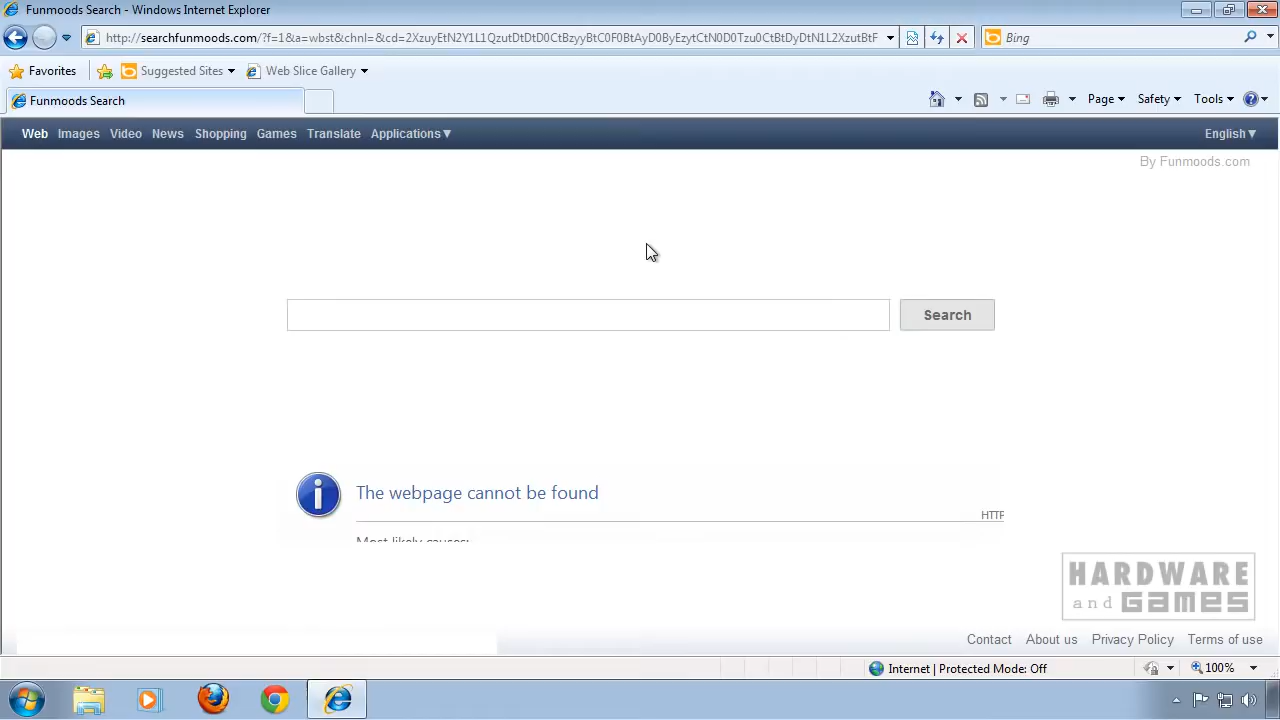 Funmoods Search - Windows Internet Explorer
http://searchfunmoods.com/?f=1&a=wbst&chnl=&cd=2XzuyEtN2Y1L1QzutDtDtD0CtBzyyBtC0F0BtAyD0ByEzytCtN0D0Tzu0CtBtDyDtN1L2XzutBtF
Bing
Favorites Suggested Sites Web Slice Gallery
Funmoods Search
Page Safety Tools
Web Images Video News Shopping Games Translate Applications▼ English▼
By Funmoods.com
Search
The webpage cannot be found
HTTP
Most likely causes:
HARDWARE
and GAMES
Contact About us Privacy Policy Terms of use
Internet | Protected Mode: Off 100%